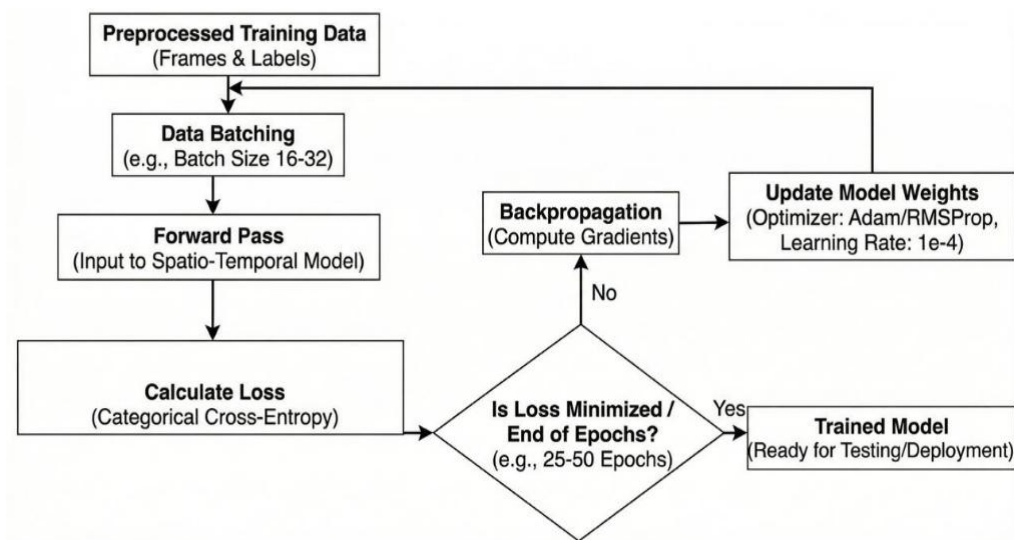 Preprocessed Training Data
(Frames & Labels)
Data Batching
(e.g., Batch Size 16-32)
Forward Pass
(Input to Spatio-Temporal Model)
Calculate Loss
(Categorical Cross-Entropy)
Is Loss Minimized /
End of Epochs?
(e.g., 25-50 Epochs)
No
Backpropagation
(Compute Gradients)
Update Model Weights
(Optimizer: Adam/RMSProp,
Learning Rate: 1e-4)
Yes
Trained Model
(Ready for Testing/Deployment)